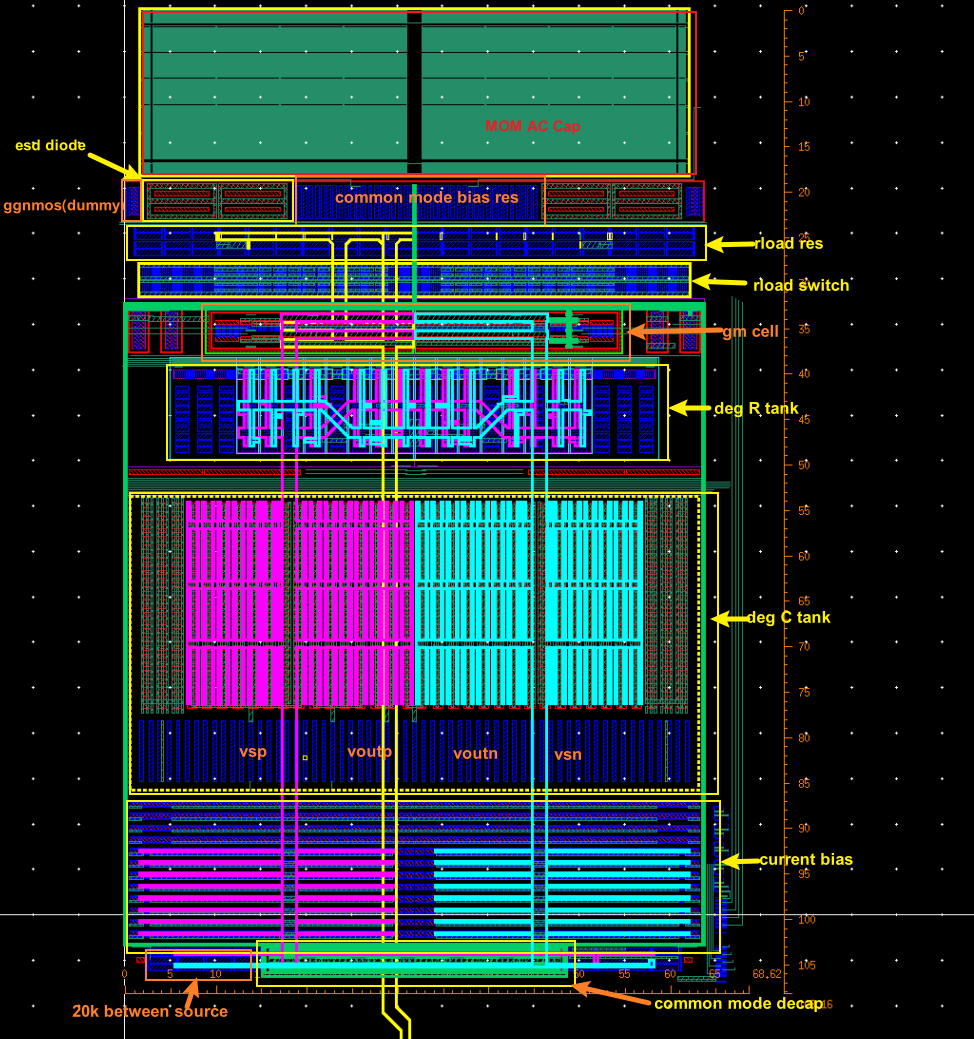 0
5
10
MOM AC Cap
15
esd diode
20
ggnmos(dummy)
common mode bias res
25
rload res
rload switch
35
gm cell
40
deg R tank
45
50
55
60
65
deg C tank
70
75
80
vsp
voutp
voutn
vsn
85
90
current bias
95
100
105
0
5
10
50
55
60
65
68.62
20k between source
common mode decap